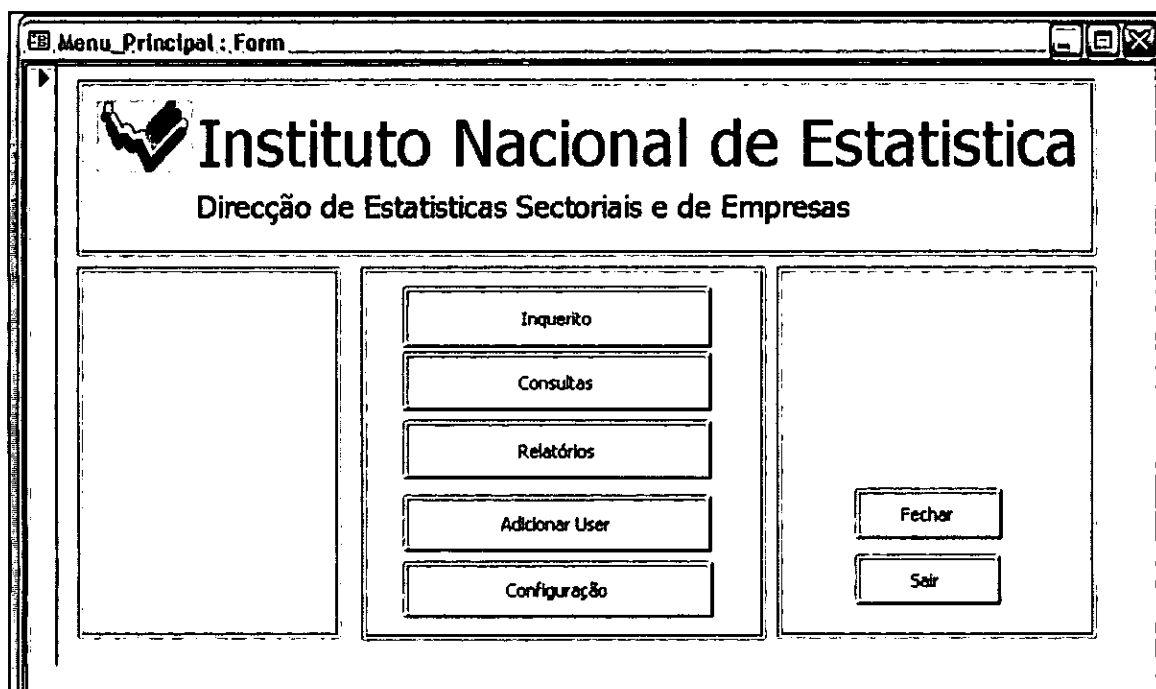 Menu_Principal : Form
Instituto Nacional de Estatistica
Direcção de Estatisticas Sectoriais e de Empresas
Inquerito
Consultas
Relatórios
Adicionar User
Configuração
Fechar
Sair